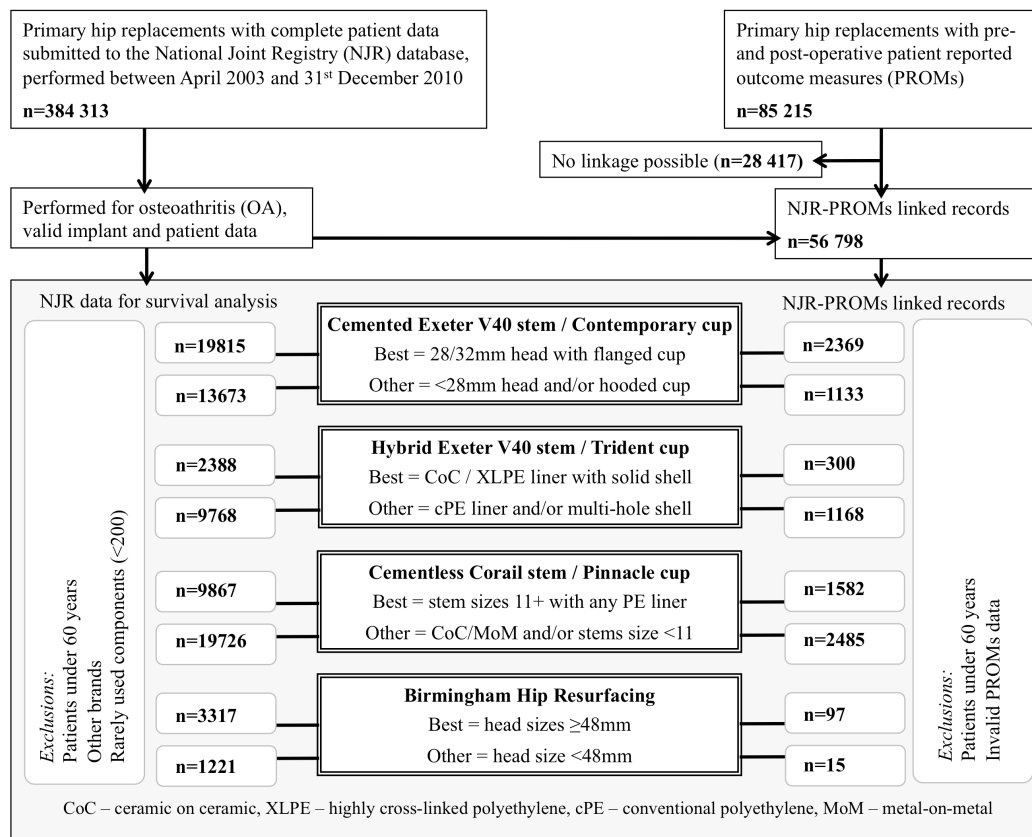 Primary hip replacements with complete patient data
submitted to the National Joint Registry (NJR) database,
performed between April 2003 and 31st December 2010
n=384 313
Primary hip replacements with pre-
and post-operative patient reported
outcome measures (PROMs)
n=85 215
No linkage possible (n=28 417)
Performed for osteoathritis (OA),
valid implant and patient data
NJR-PROMs linked records
n=56 798
NJR data for survival analysis
NJR-PROMs linked records
Exclusions:
Patients under 60 years
Other brands
Rarely used components (<200)
n=19815
n=13673
Cemented Exeter V40 stem / Contemporary cup
Best = 28/32mm head with flanged cup
Other = <28mm head and/or hooded cup
n=2369
n=1133
n=2388
n=9768
Hybrid Exeter V40 stem / Trident cup
Best = CoC / XLPE liner with solid shell
Other = cPE liner and/or multi-hole shell
n=300
n=1168
n=9867
n=19726
Cementless Corail stem / Pinnacle cup
Best = stem sizes 11+ with any PE liner
Other = CoC/MoM and/or stems size <11
n=1582
n=2485
n=3317
n=1221
Birmingham Hip Resurfacing
Best = head sizes ≥48mm
Other = head size <48mm
n=97
n=15
Exclusions:
Patients under 60 years
Invalid PROMs data
CoC – ceramic on ceramic, XLPE – highly cross-linked polyethylene, cPE – conventional polyethylene, MoM – metal-on-metal